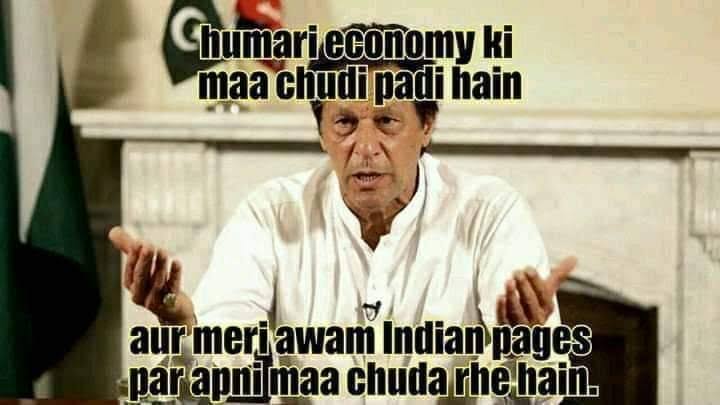 humari economy ki
maa chudi padi hain
aur meri awam Indian pages
par apni maa chuda rhe hain.